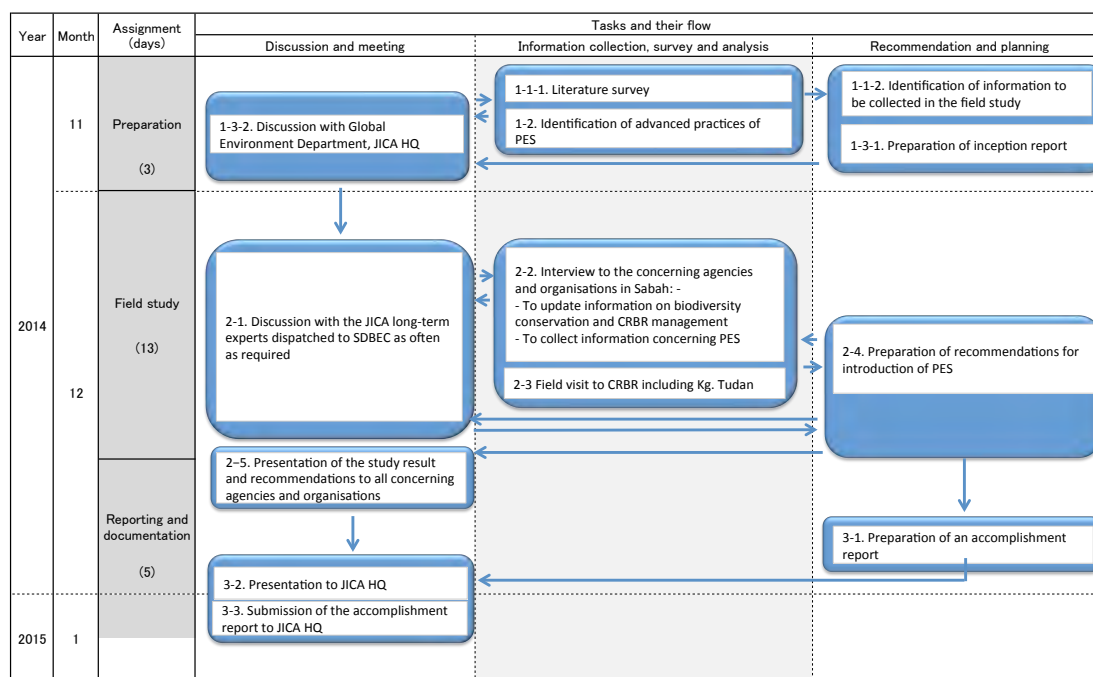 Year
Month
Assignment
(days)
Tasks and their flow
Discussion and meeting
Information collection, survey and analysis
Recommendation and planning
2014
11
Preparation
(3)
1-3-2. Discussion with Global
Environment Department, JICA HQ
1-1-1. Literature survey
1-2. Identification of advanced practices of
PES
1-1-2. Identification of information to
be collected in the field study
1-3-1. Preparation of inception report
12
Field study
(13)
2-1. Discussion with the JICA long-term
experts dispatched to SDBEC as often
as required
2-2. Interview to the concerning agencies
and organisations in Sabah: -
- To update information on biodiversity
conservation and CRBR management
- To collect information concerning PES
2-3 Field visit to CRBR including Kg. Tudan
2-4. Preparation of recommendations for
introduction of PES
2–5. Presentation of the study result
and recommendations to all concerning
agencies and organisations
Reporting and
documentation
(5)
3-1. Preparation of an accomplishment
report
3-2. Presentation to JICA HQ
3-3. Submission of the accomplishment
report to JICA HQ
2015
1